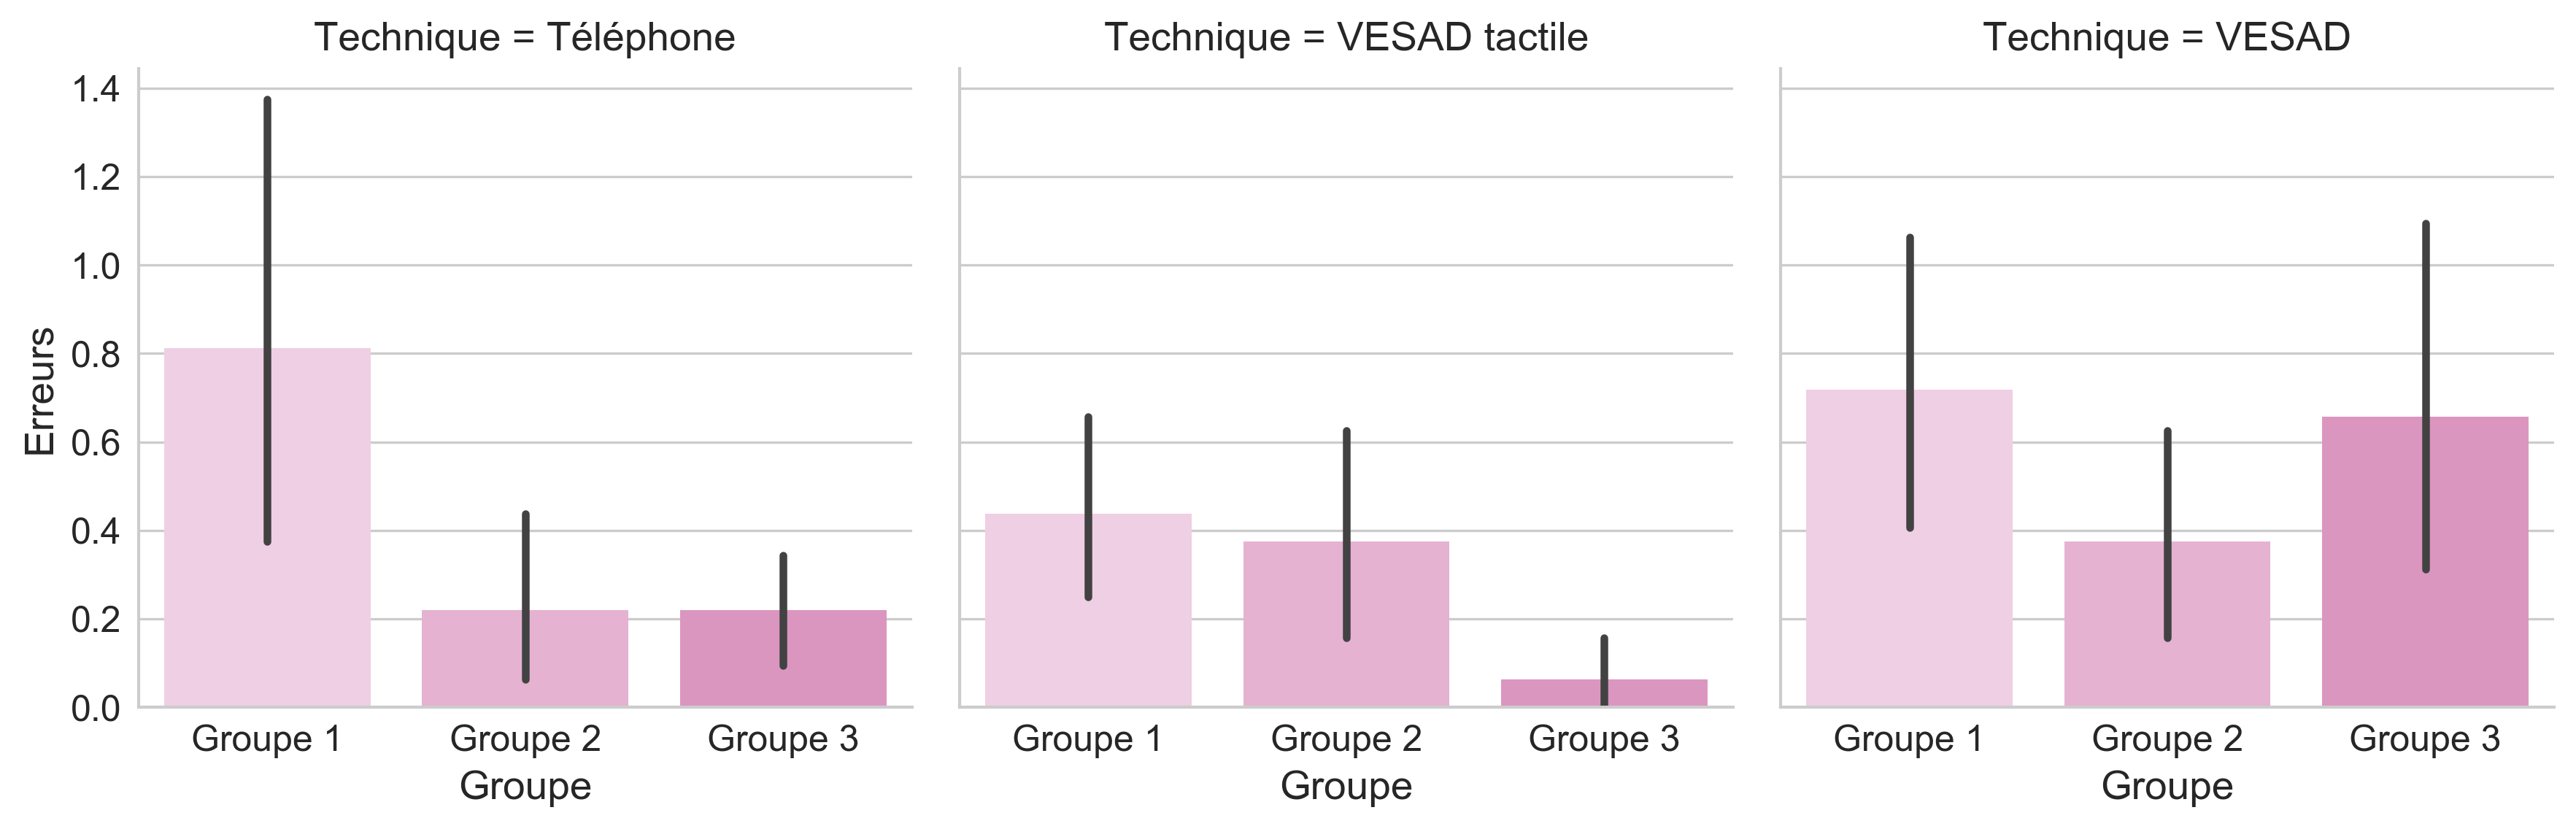 Technique = Téléphone
Technique = VESAD tactile
Technique = VESAD
Erreurs
1.4
1.2
1.0
0.8
0.6
0.4
0.2
0.0
Groupe 1 Groupe 2 Groupe 3
Groupe
Groupe 1 Groupe 2 Groupe 3
Groupe
Groupe 1 Groupe 2 Groupe 3
Groupe